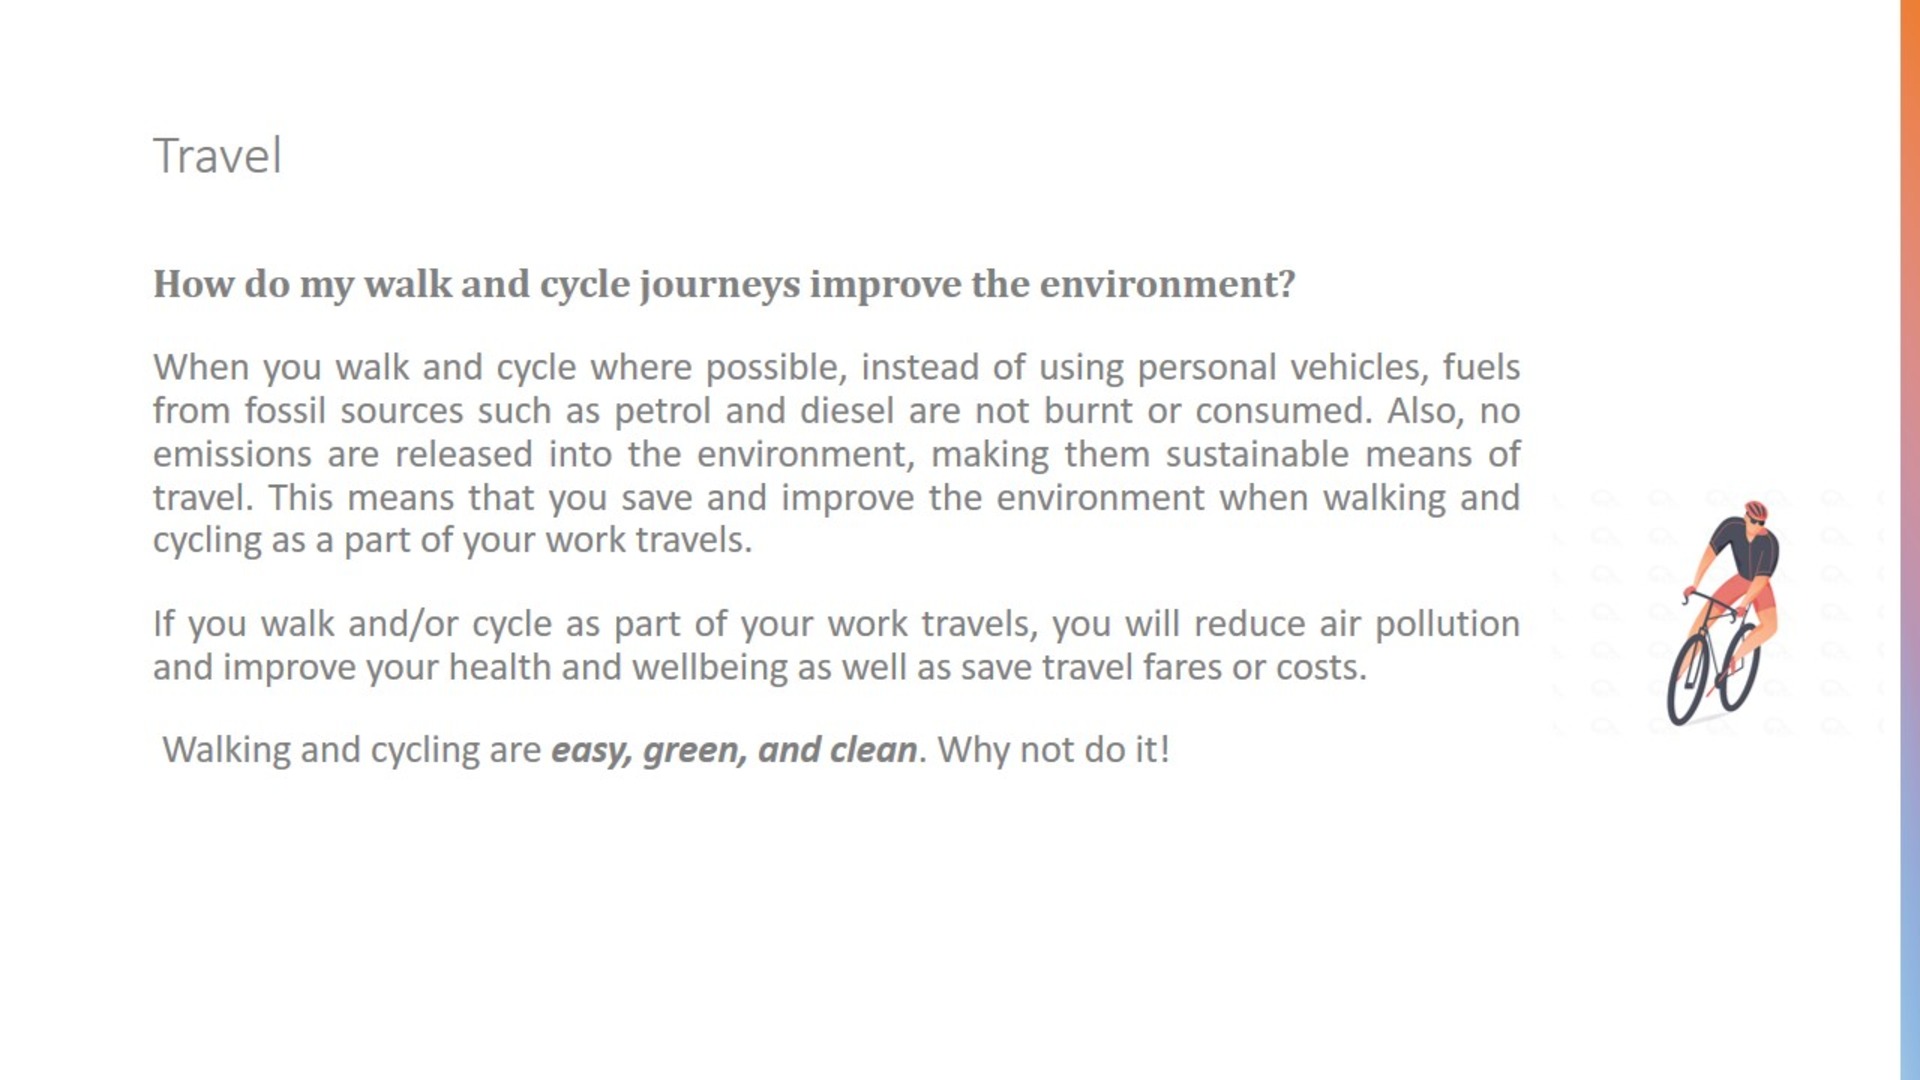 Travel
How do my walk and cycle journeys improve the environment?
When you walk and cycle where possible, instead of using personal vehicles, fuels
from fossil sources such as petrol and diesel are not burnt or consumed. Also, no
emissions are released into the environment, making them sustainable means of
travel. This means that you save and improve the environment when walking and
cycling as a part of your work travels.
If you walk and/or cycle as part of your work travels, you will reduce air pollution
and improve your health and wellbeing as well as save travel fares or costs.
Walking and cycling are easy, green, and clean. Why not do it!